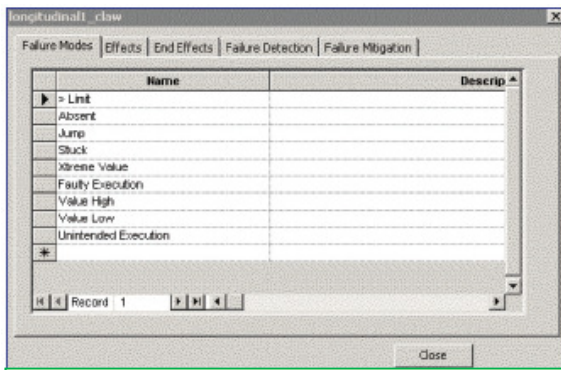 longitudinal1_claw
Failure Modes Effects End Effects Failure Detection Failure Mitigation
Name Descrip
> Limit
Absent
Jump
Stuck
Xtreme Value
Faulty Execution
Value High
Value Low
Unintended Execution
Record 1
Close